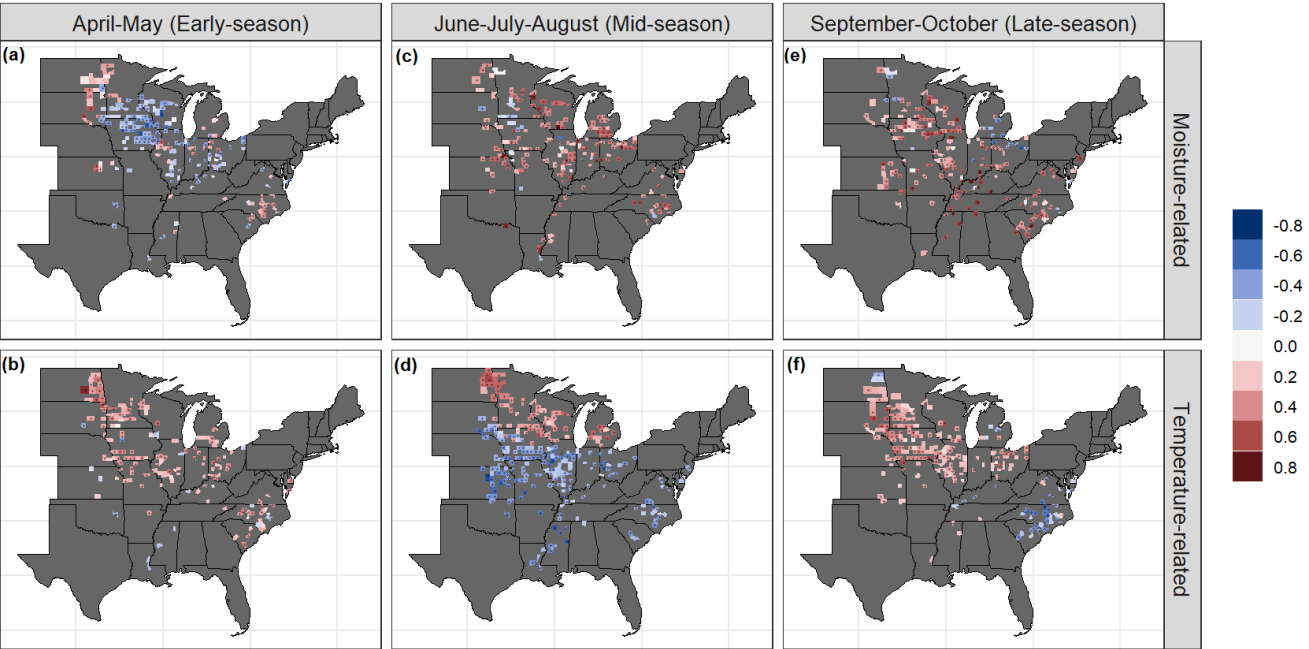 April-May (Early-season)
June-July-August (Mid-season)
September-October (Late-season)
(a)
(c)
(e)
Moisture-related
(b)
(d)
(f)
Temperature-related
-0.8
-0.6
-0.4
-0.2
0.0
0.2
0.4
0.6
0.8